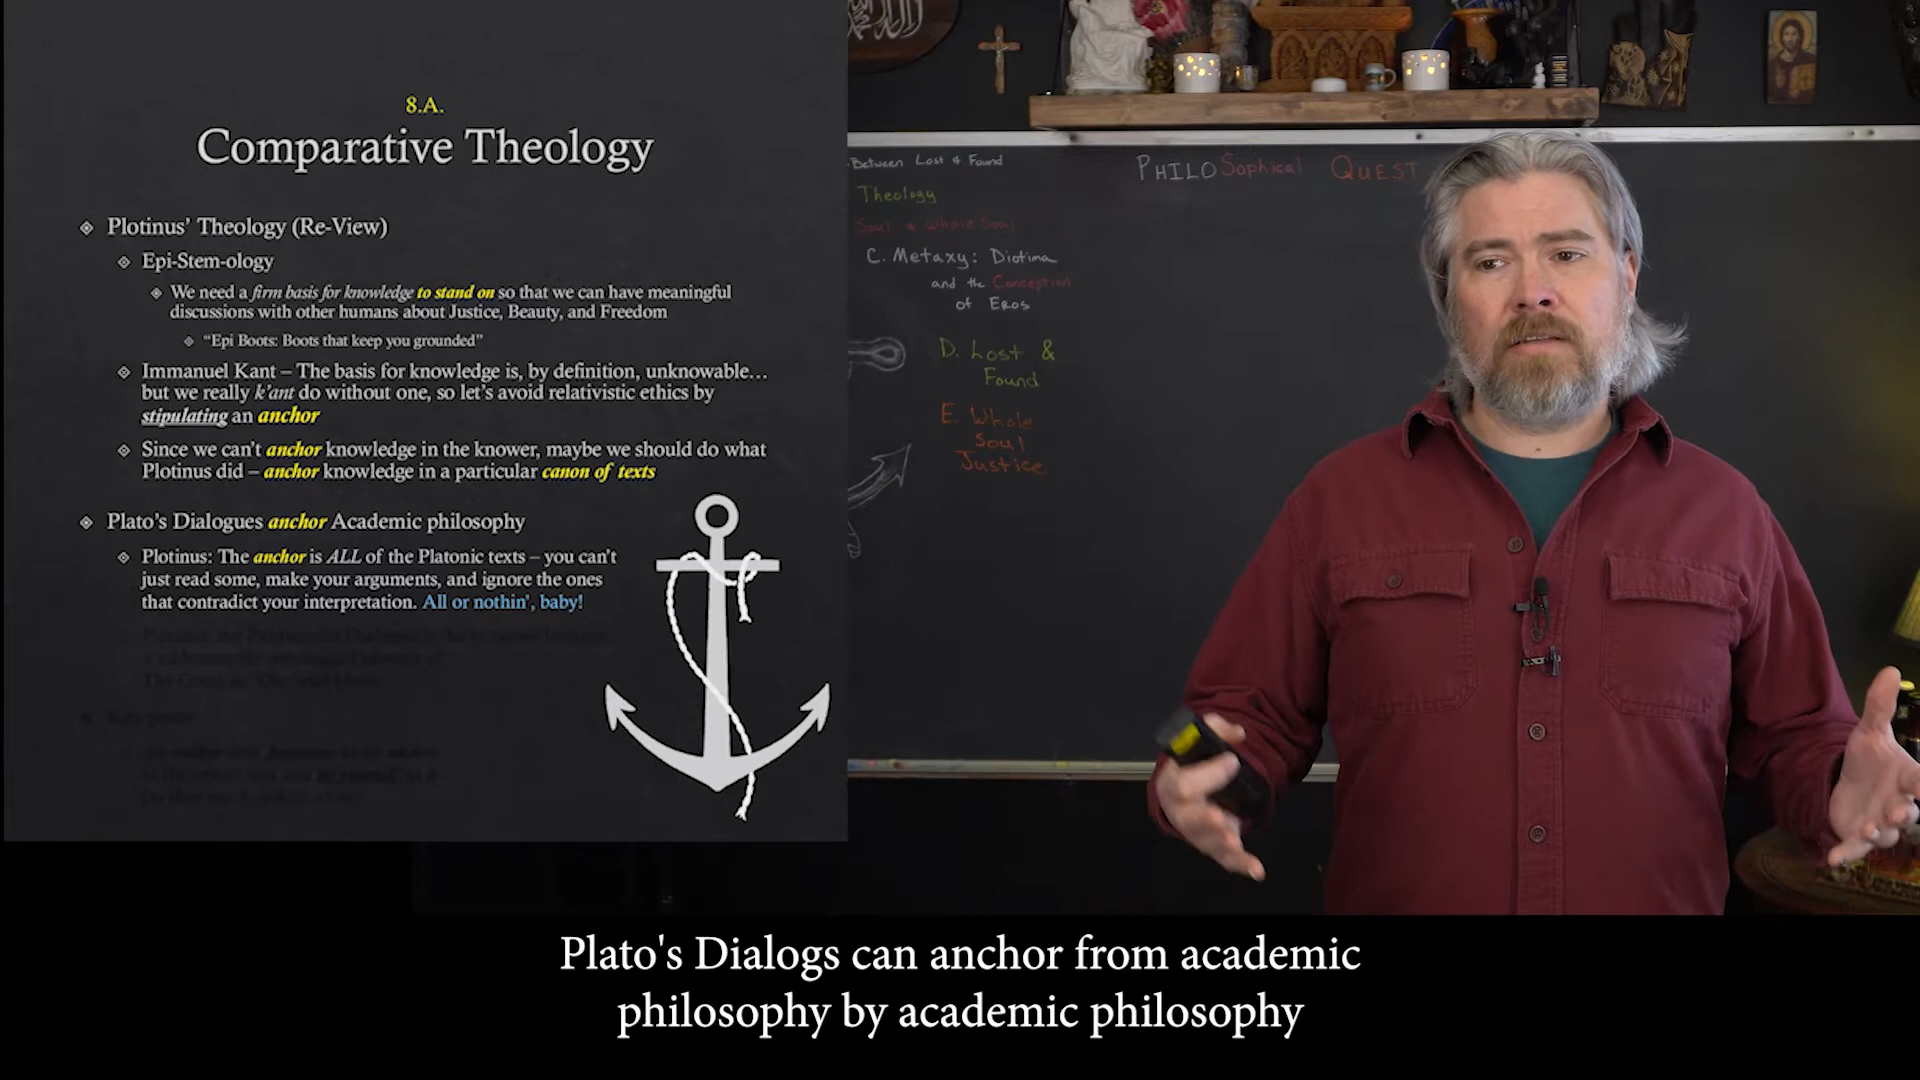 8.A.
Comparative Theology
Plotinus’ Theology (Re-View)
Epi-Stem-ology
We need a firm basis for knowledge to stand on so that we can have meaningful
discussions with other humans about Justice, Beauty, and Freedom
“Epi Boots: Boots that keep you grounded”
Immanuel Kant – The basis for knowledge is, by definition, unknowable…
but we really k’ant do without one, so let’s avoid relativistic ethics by
stipulating an anchor
Since we can’t anchor knowledge in the knower, maybe we should do what
Plotinus did – anchor knowledge in a particular canon of texts
Plato’s Dialogues anchor Academic philosophy
Plotinus: The anchor is ALL of the Platonic texts – you can’t
just read some, make your arguments, and ignore the ones
that contradict your interpretation. All or nothin’, baby!
Between Lost & Found
Theology
Soul & Whole Soul
C. Metaxy: Diotima
and the Conception
of Eros
D. Lost &
Found
E. Whole
Soul
Justice
PHILOSophical QUEST
Plato's Dialogs can anchor from academic
philosophy by academic philosophy